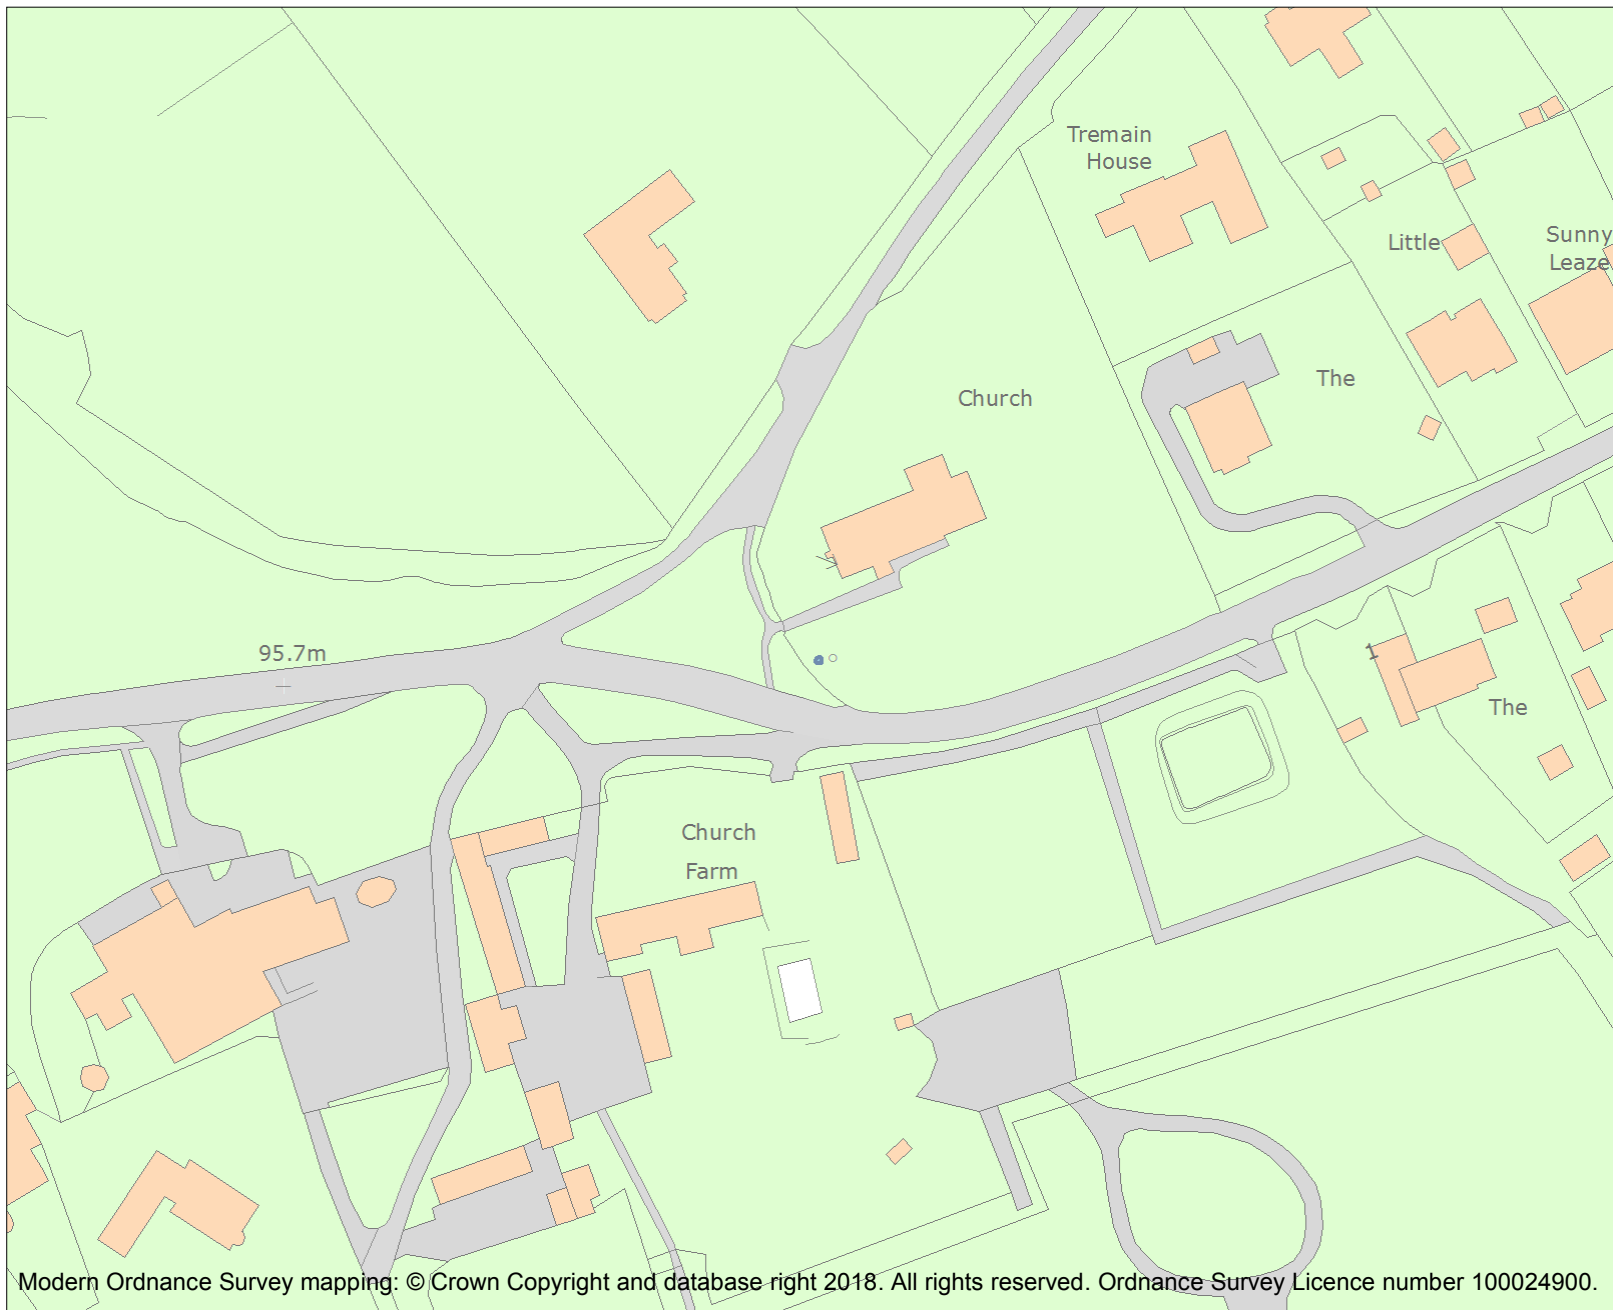 Tremain
House
Little
Sunny
Leaze
The
Church
95.7m
1
The
Church
Farm
Modern Ordnance Survey mapping: © Crown Copyright and database right 2018. All rights reserved. Ordnance Survey Licence number 100024900.